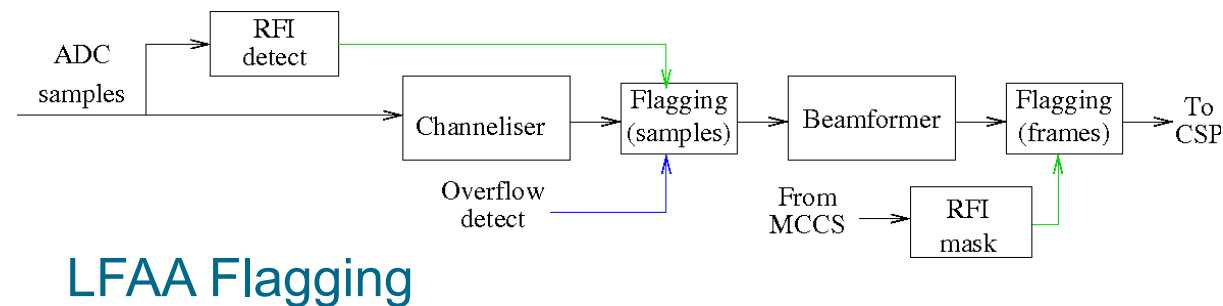 ADC
samples
RFI
detect
Channeliser
Flagging
(samples)
Beamformer
Flagging
(frames)
To
CSP
Overflow
detect
From
MCCS
RFI
mask
LFAA Flagging